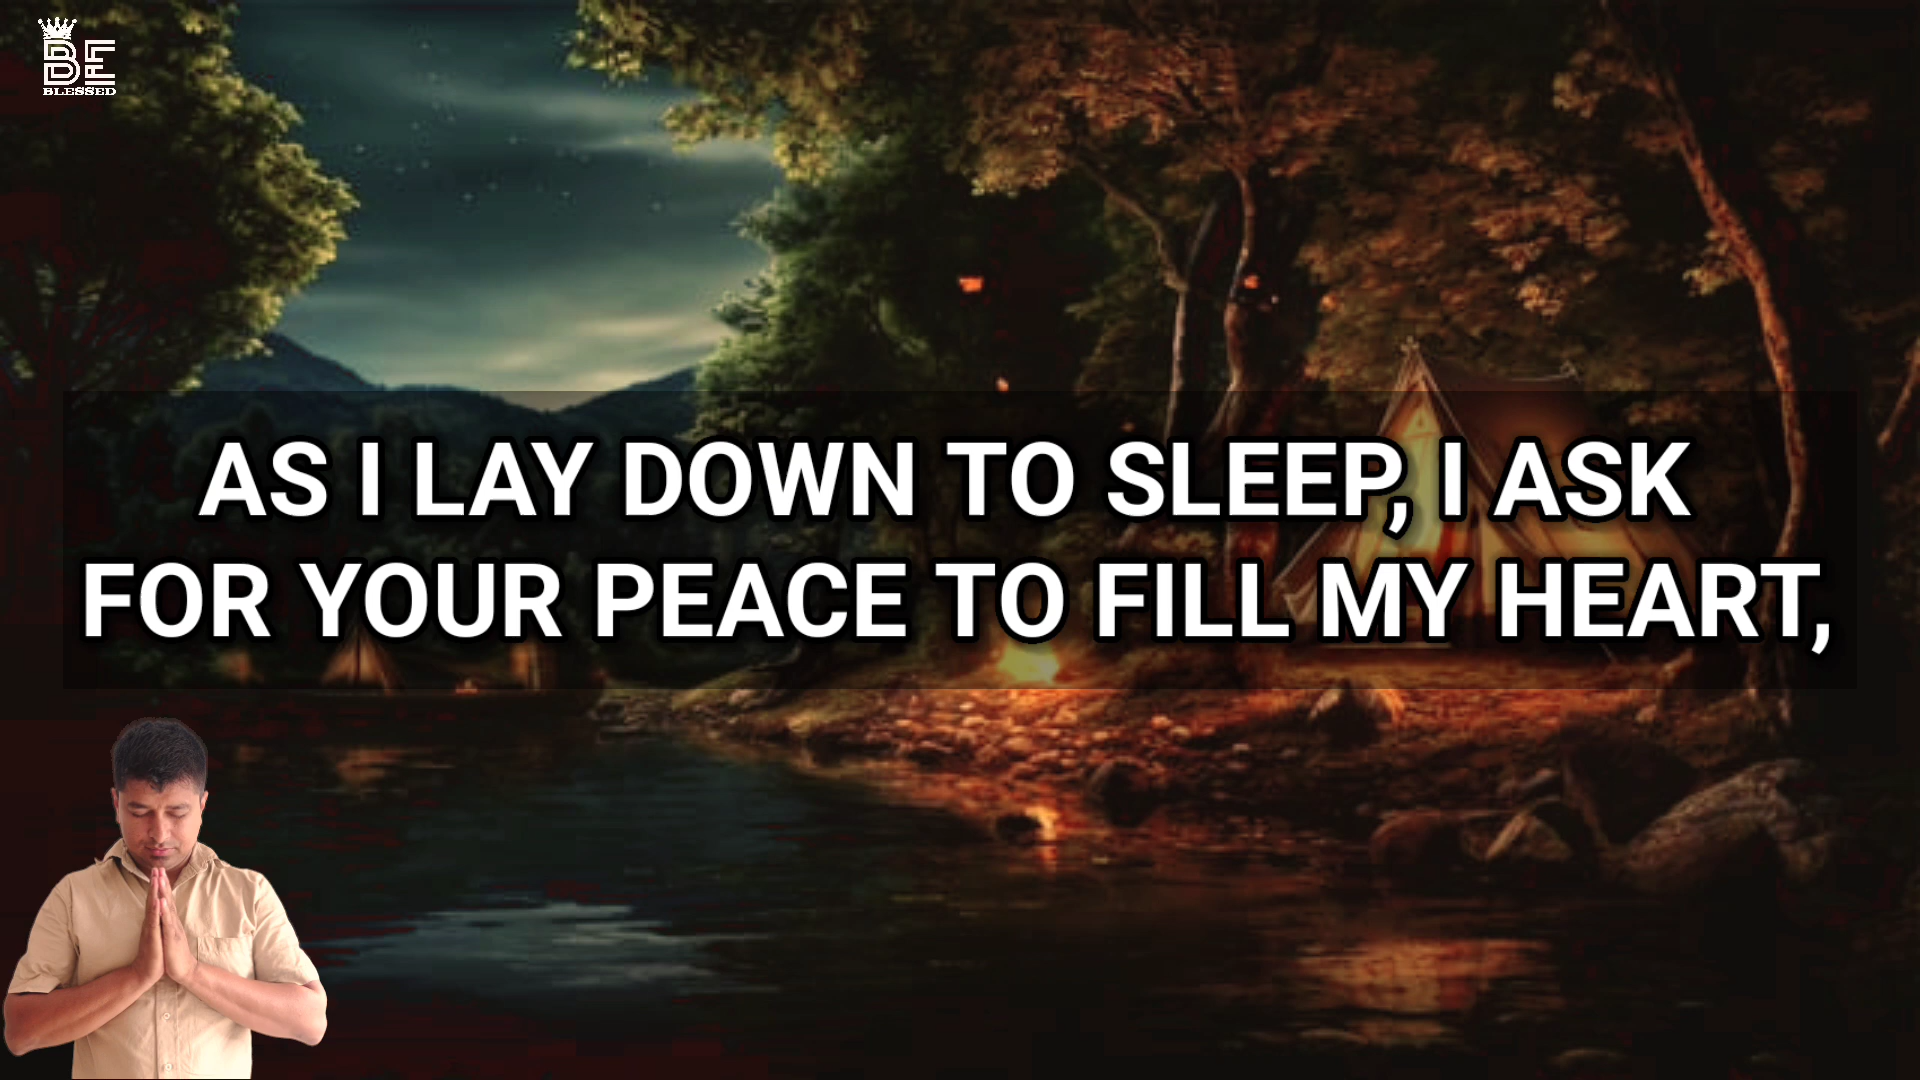 BE
BLESSED
AS I LAY DOWN TO SLEEP, I ASK
FOR YOUR PEACE TO FILL MY HEART,